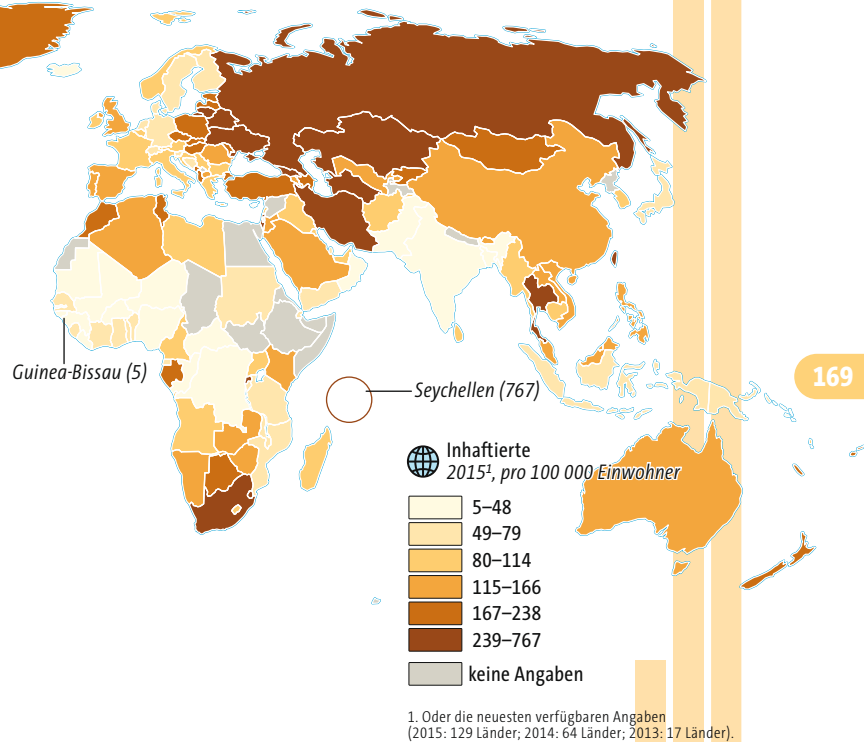 Guinea-Bissau (5)
Seychellen (767)
169
Inhaftierte
2015¹, pro 100 000 Einwohner
5–48
49–79
80–114
115–166
167–238
239–767
keine Angaben
1. Oder die neuesten verfügbaren Angaben
(2015: 129 Länder; 2014: 64 Länder; 2013: 17 Länder).